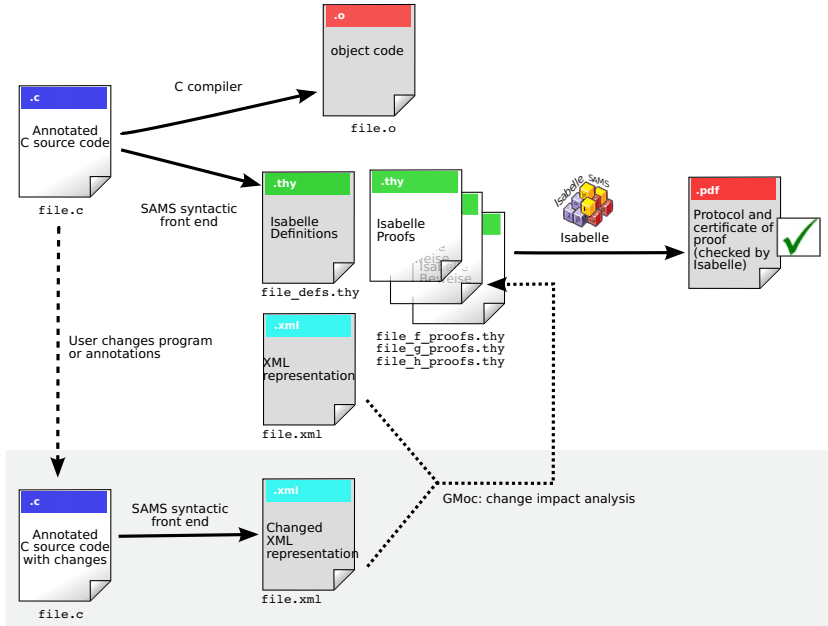 .o
object code
file.o
C compiler
.c
Annotated
C source code
file.c
SAMS syntactic
front end
.thy
Isabelle
Definitions
file_defs.thy
.thy
Isabelle
Proofs
weise
Isab
Beweise
file_f_proofs.thy
file_g_proofs.thy
file_h_proofs.thy
Isabelle
SAMS
Isabelle
.pdf
Protocol and
certificate of
proof
(checked by
Isabelle)
User changes program
or annotations
.xml
XML
representation
file.xml
.c
Annotated
C source code
with changes
file.c
SAMS syntactic
front end
.xml
Changed
XML
representation
file.xml
GMoc: change impact analysis